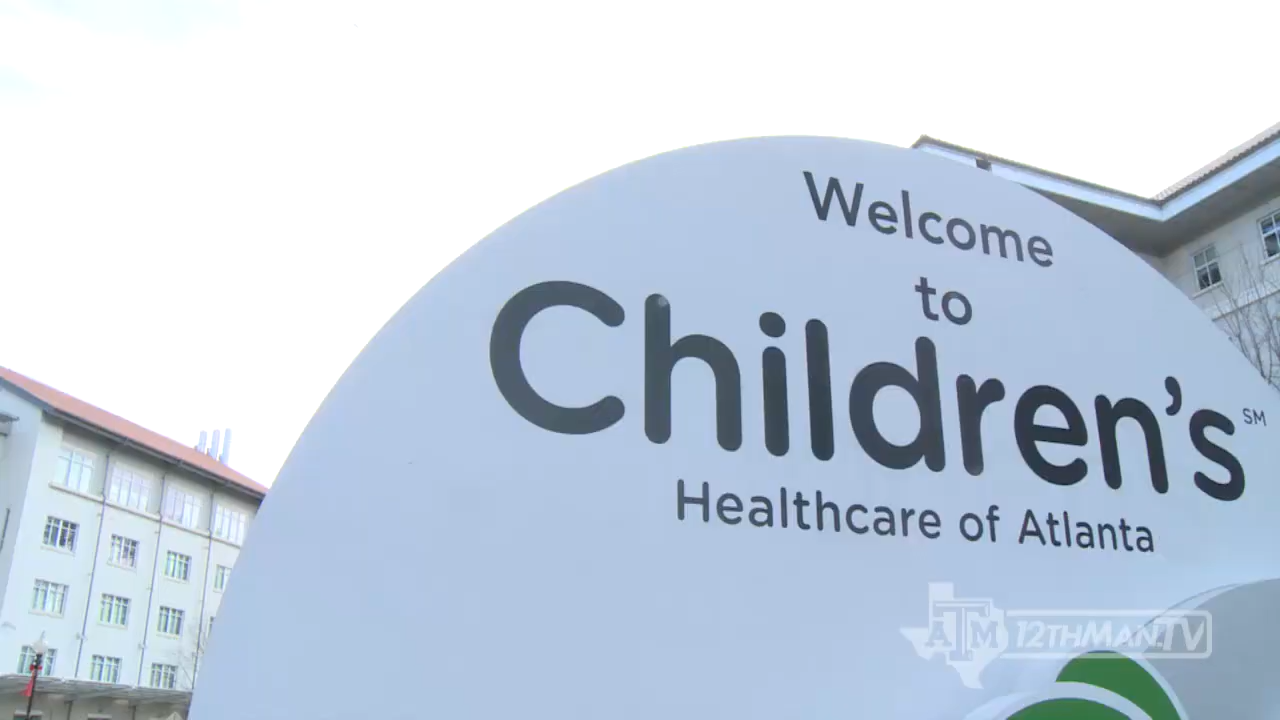 Welcome
to
Children's℠
Healthcare of Atlanta
ATM 12THMAN.TV